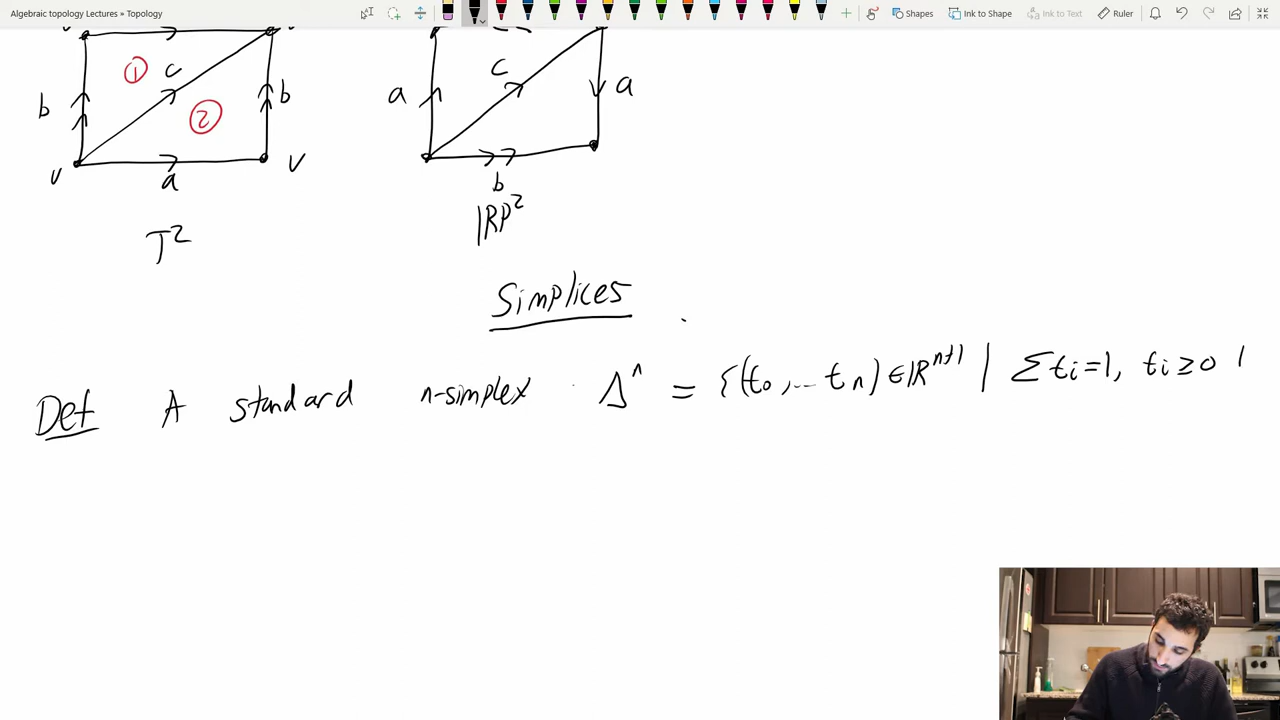 Algebraic topology Lectures » Topology
Shapes
Ink to Shape
Ink to Text
Ruler
① c
b ② b
v a v
T²
c
a a
b
ℝP²
Simplices
Def A standard n-simplex Δⁿ = {(t₀,...tₙ) ∈ ℝⁿ⁺¹ | Σtᵢ=1, tᵢ≥0